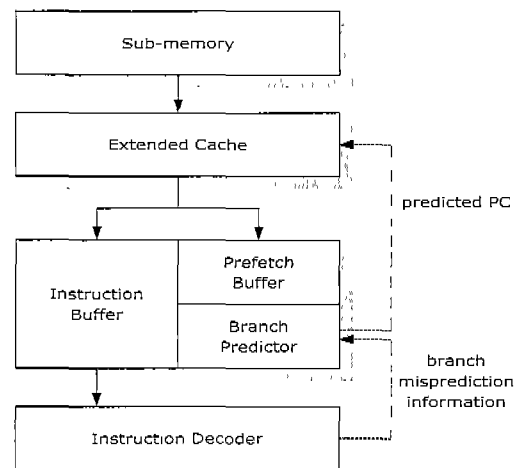 Sub-memory
Extended Cache
predicted PC
Instruction
Buffer
Prefetch
Buffer
Branch
Predictor
branch
misprediction
information
Instruction Decoder